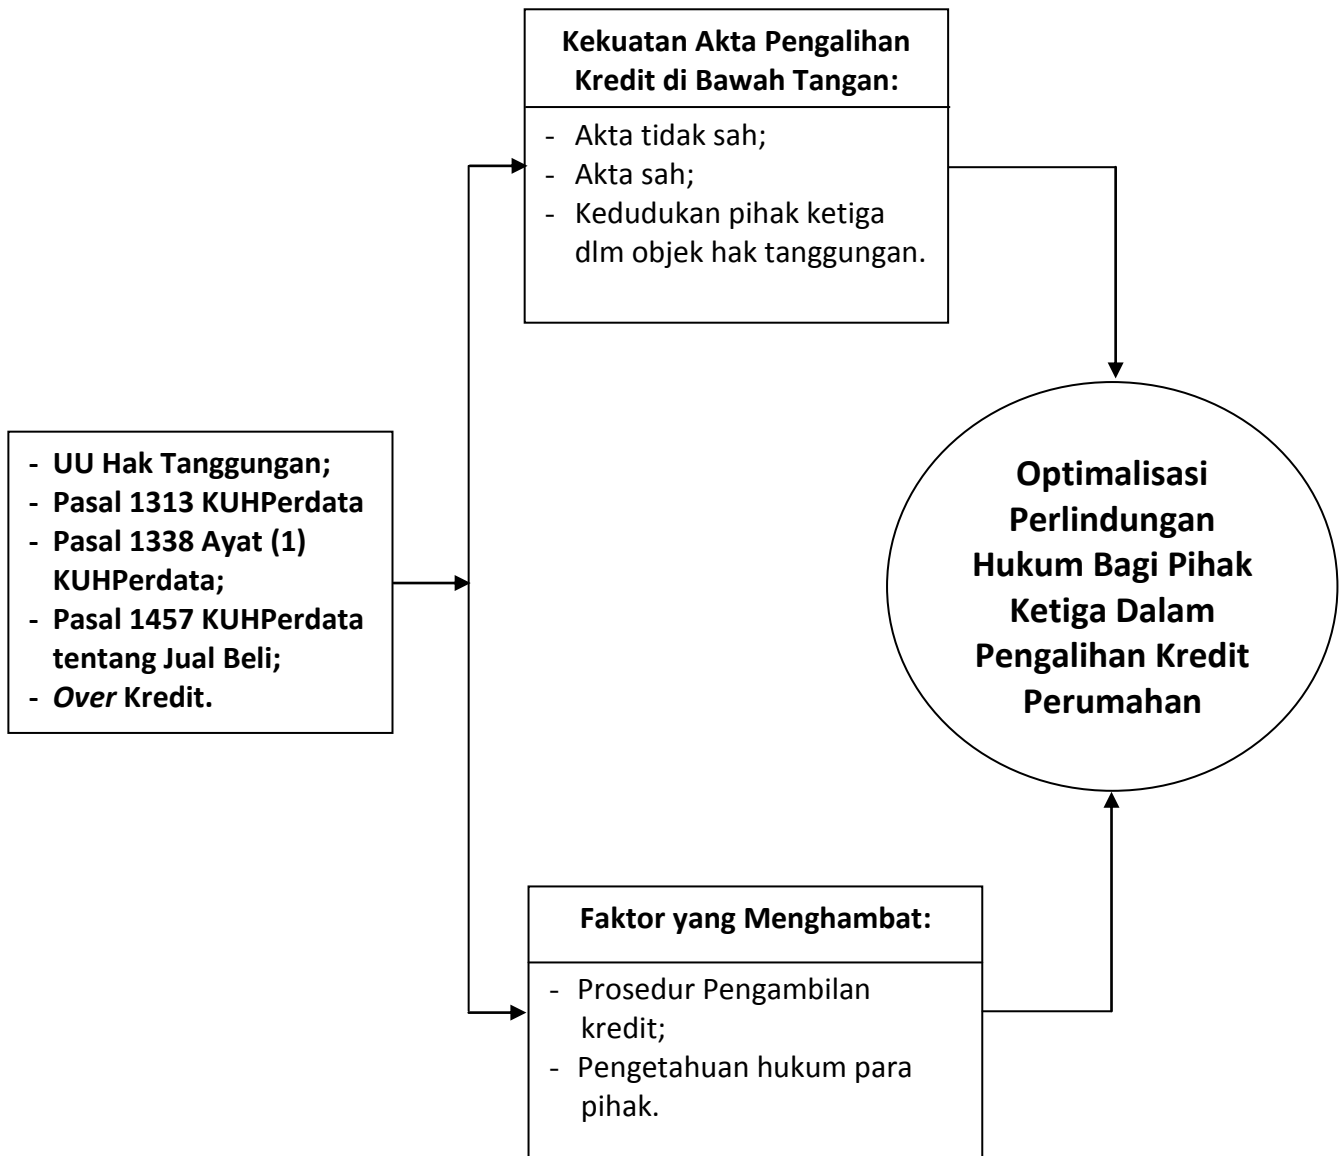 Kekuatan Akta Pengalihan
Kredit di Bawah Tangan:
- Akta tidak sah;
- Akta sah;
- Kedudukan pihak ketiga
dlm objek hak tanggungan.
- UU Hak Tanggungan;
- Pasal 1313 KUHPerdata
- Pasal 1338 Ayat (1)
KUHPerdata;
- Pasal 1457 KUHPerdata
tentang Jual Beli;
- Over Kredit.
Optimalisasi
Perlindungan
Hukum Bagi Pihak
Ketiga Dalam
Pengalihan Kredit
Perumahan
Faktor yang Menghambat:
- Prosedur Pengambilan
kredit;
- Pengetahuan hukum para
pihak.